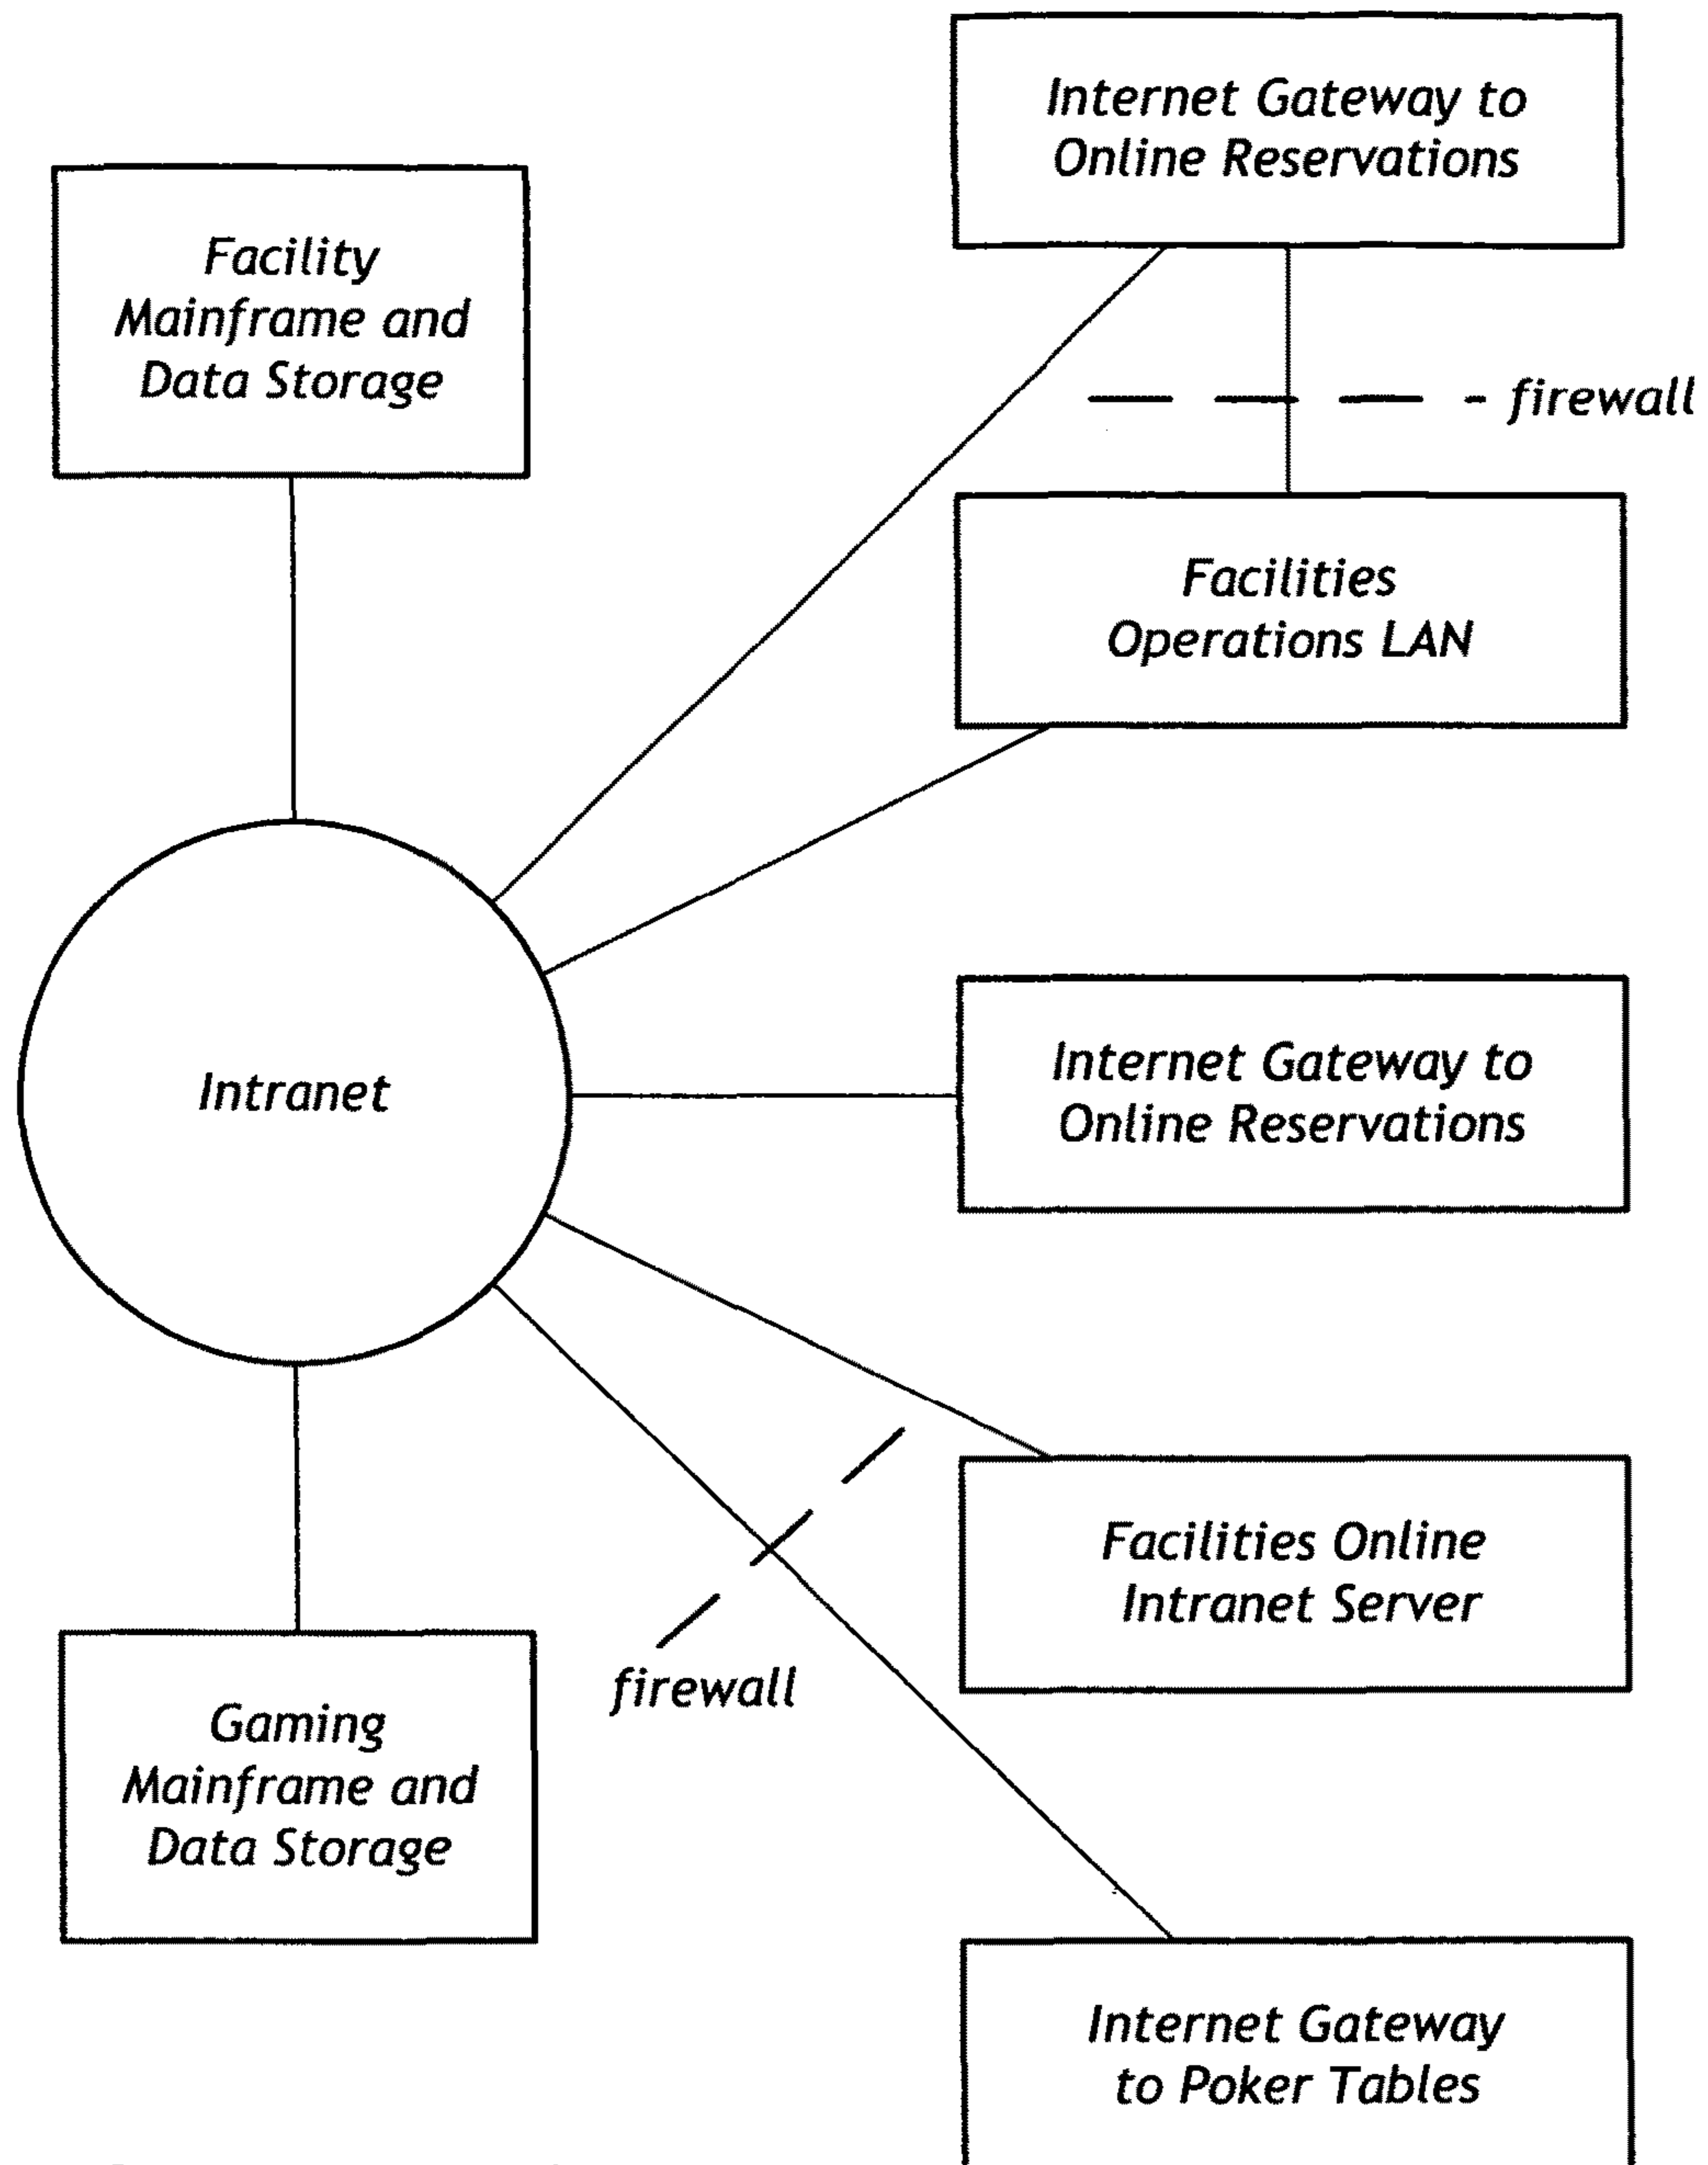 Internet Gateway to
Online Reservations
Facility
Mainframe and
Data Storage
firewall
Facilities
Operations LAN
Intranet
Internet Gateway to
Online Reservations
Facilities Online
Intranet Server
firewall
Gaming
Mainframe and
Data Storage
Internet Gateway
to Poker Tables